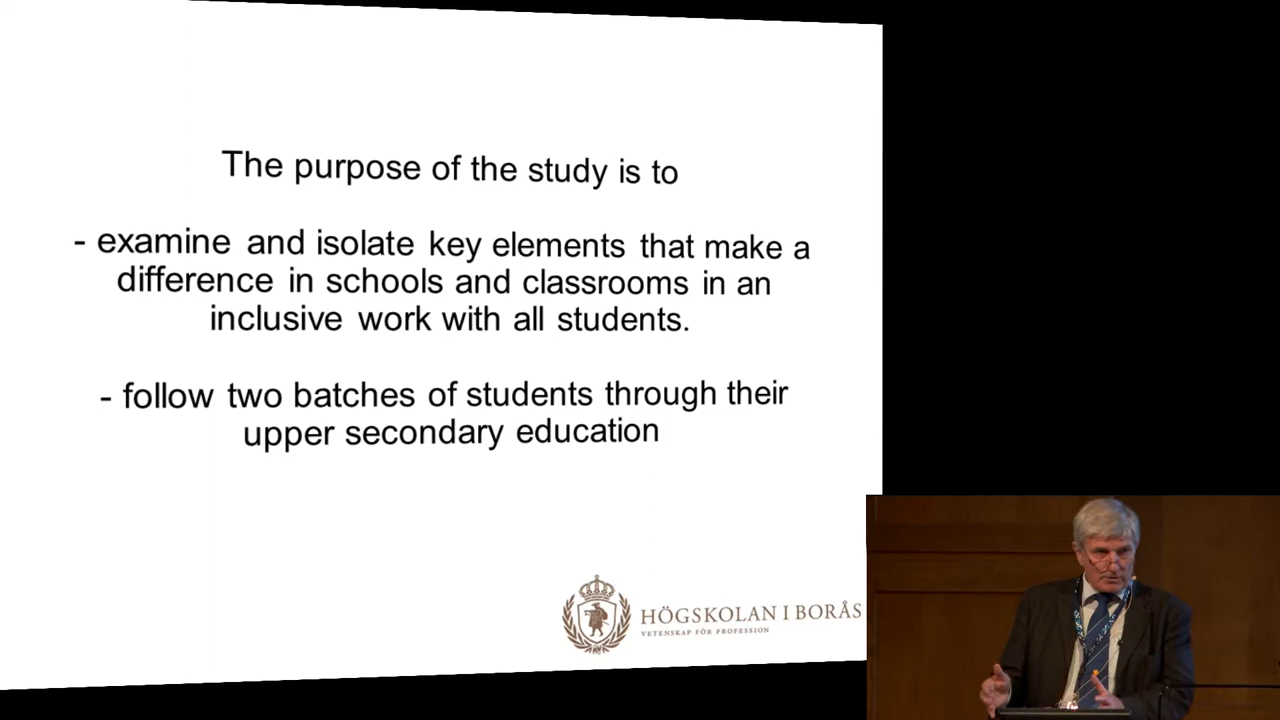 The purpose of the study is to
- examine and isolate key elements that make a
difference in schools and classrooms in an
inclusive work with all students.
- follow two batches of students through their
upper secondary education
HÖGSKOLAN I BORÅS
VETENSKAP FÖR PROFESSION